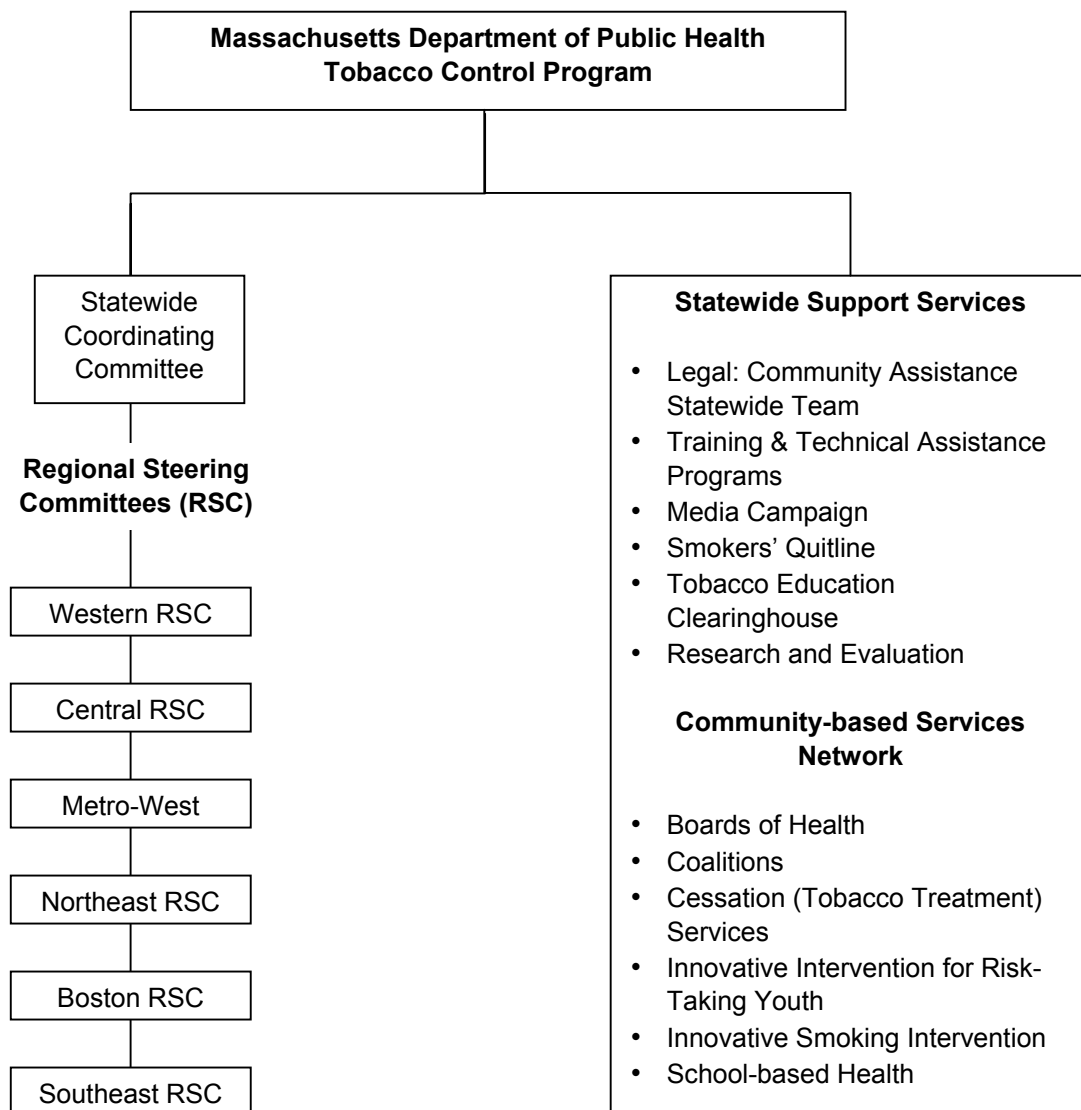 Massachusetts Department of Public Health
Tobacco Control Program
Statewide
Coordinating
Committee
Regional Steering
Committees (RSC)
Western RSC
Central RSC
Metro-West
Northeast RSC
Boston RSC
Southeast RSC
Statewide Support Services
• Legal: Community Assistance
Statewide Team
• Training & Technical Assistance
Programs
• Media Campaign
• Smokers’ Quitline
• Tobacco Education
Clearinghouse
• Research and Evaluation
Community-based Services
Network
• Boards of Health
• Coalitions
• Cessation (Tobacco Treatment)
Services
• Innovative Intervention for Risk-
Taking Youth
• Innovative Smoking Intervention
• School-based Health